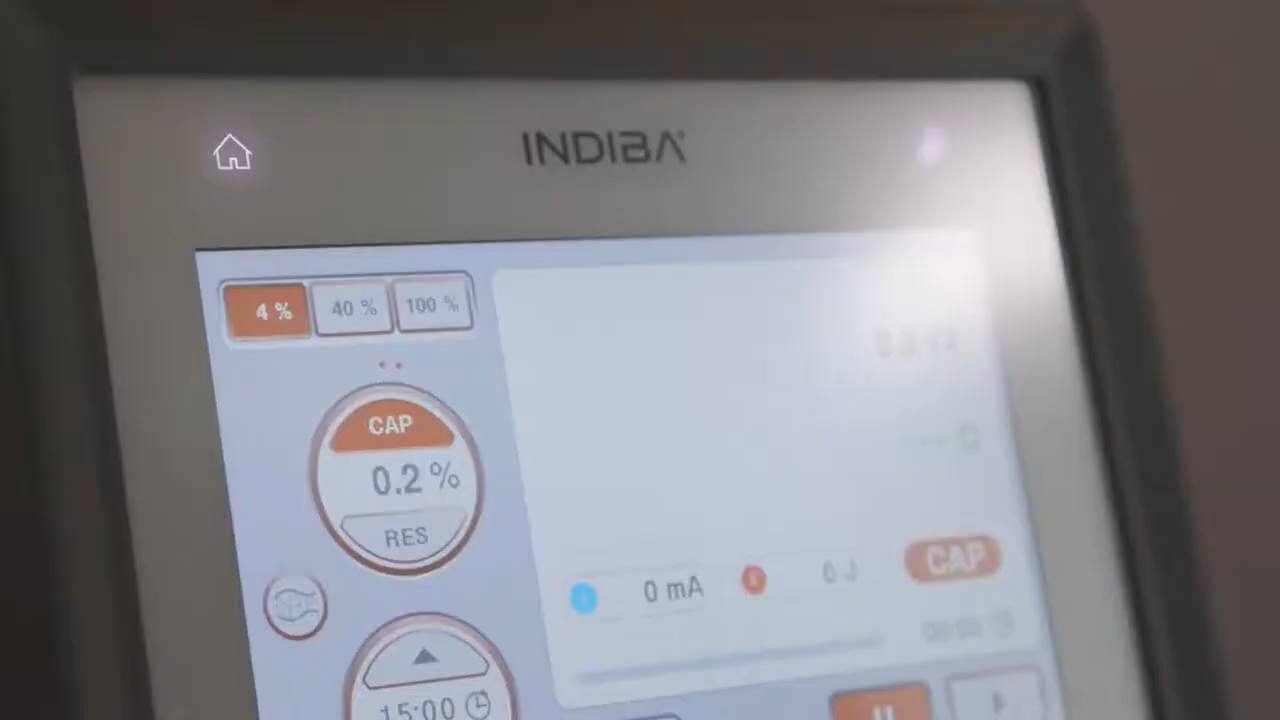 INDIBA
4 % 40 % 100 %
CAP
0.2 %
RES
0 mA 0 J CAP
15:00